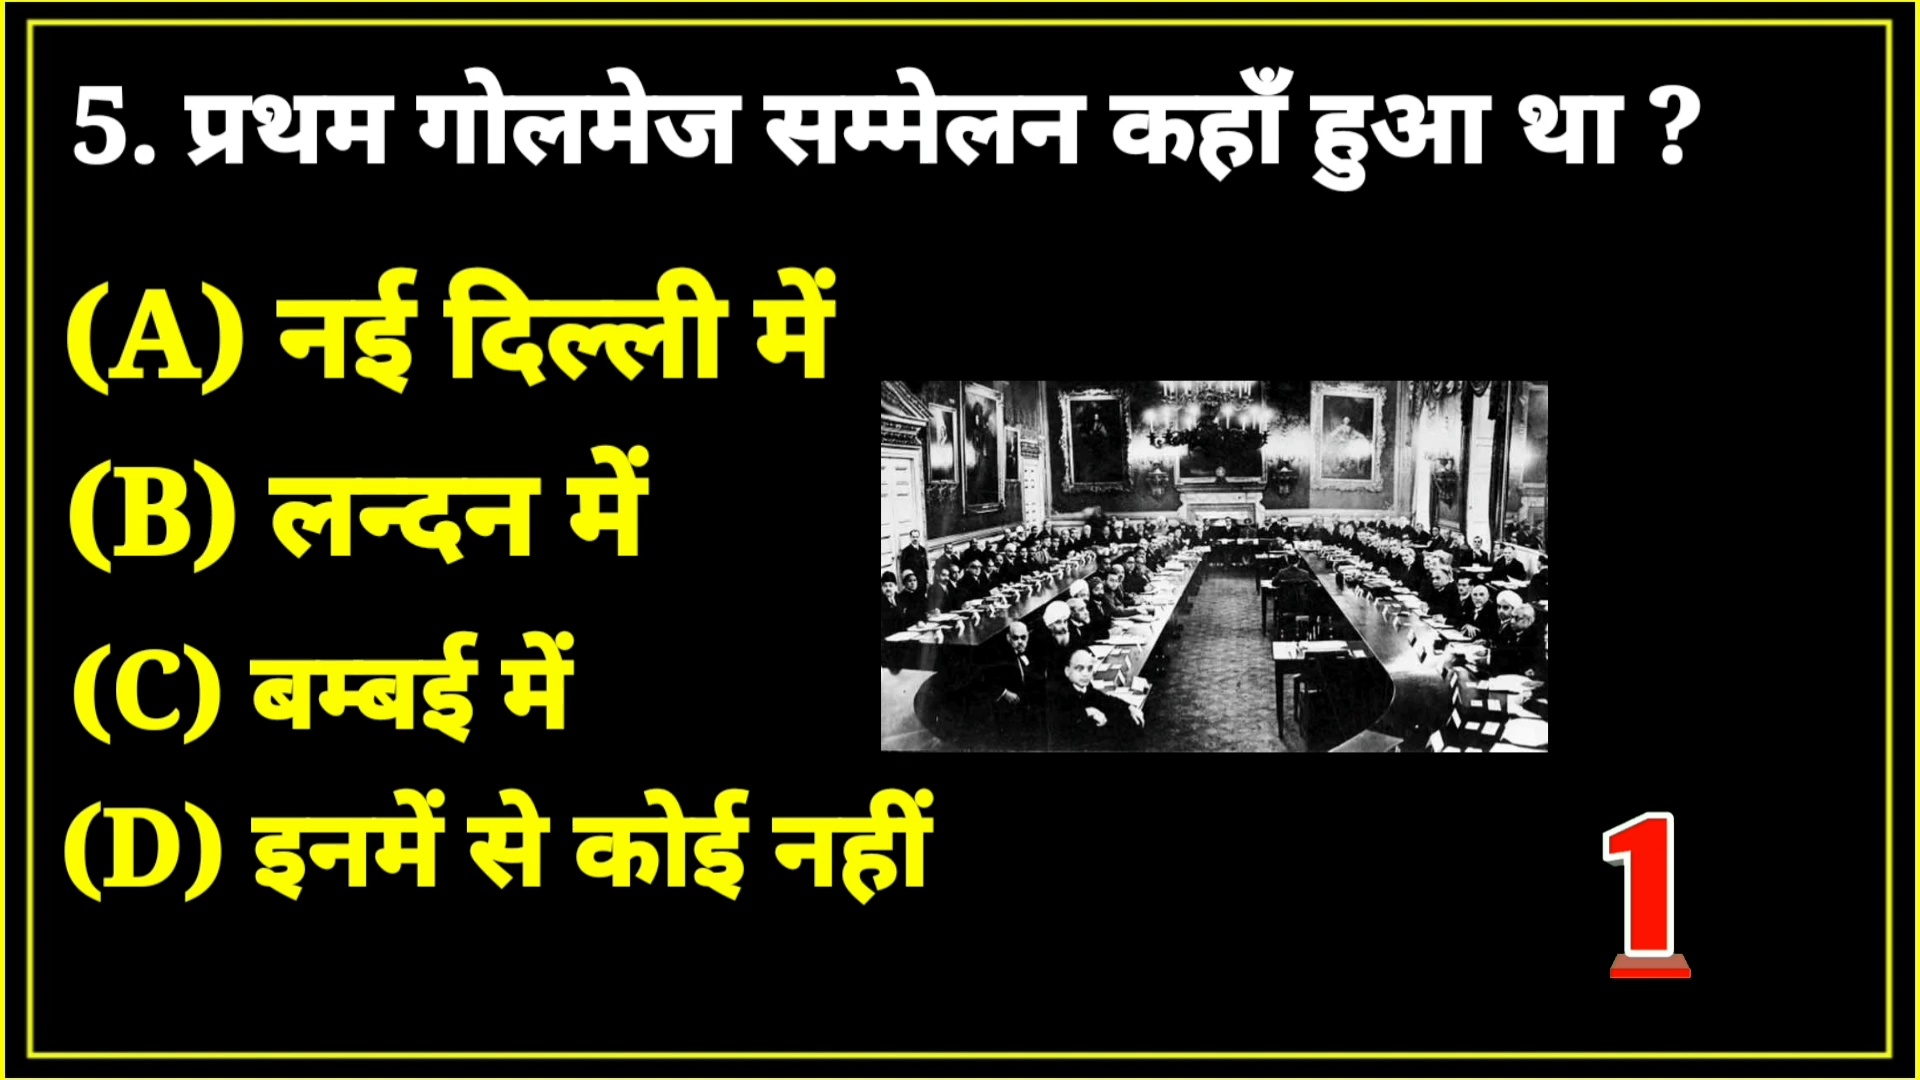 5. प्रथम गोलमेज सम्मेलन कहाँ हुआ था ?
(A) नई दिल्ली में
(B) लन्दन में
(C) बम्बई में
(D) इनमें से कोई नहीं
1